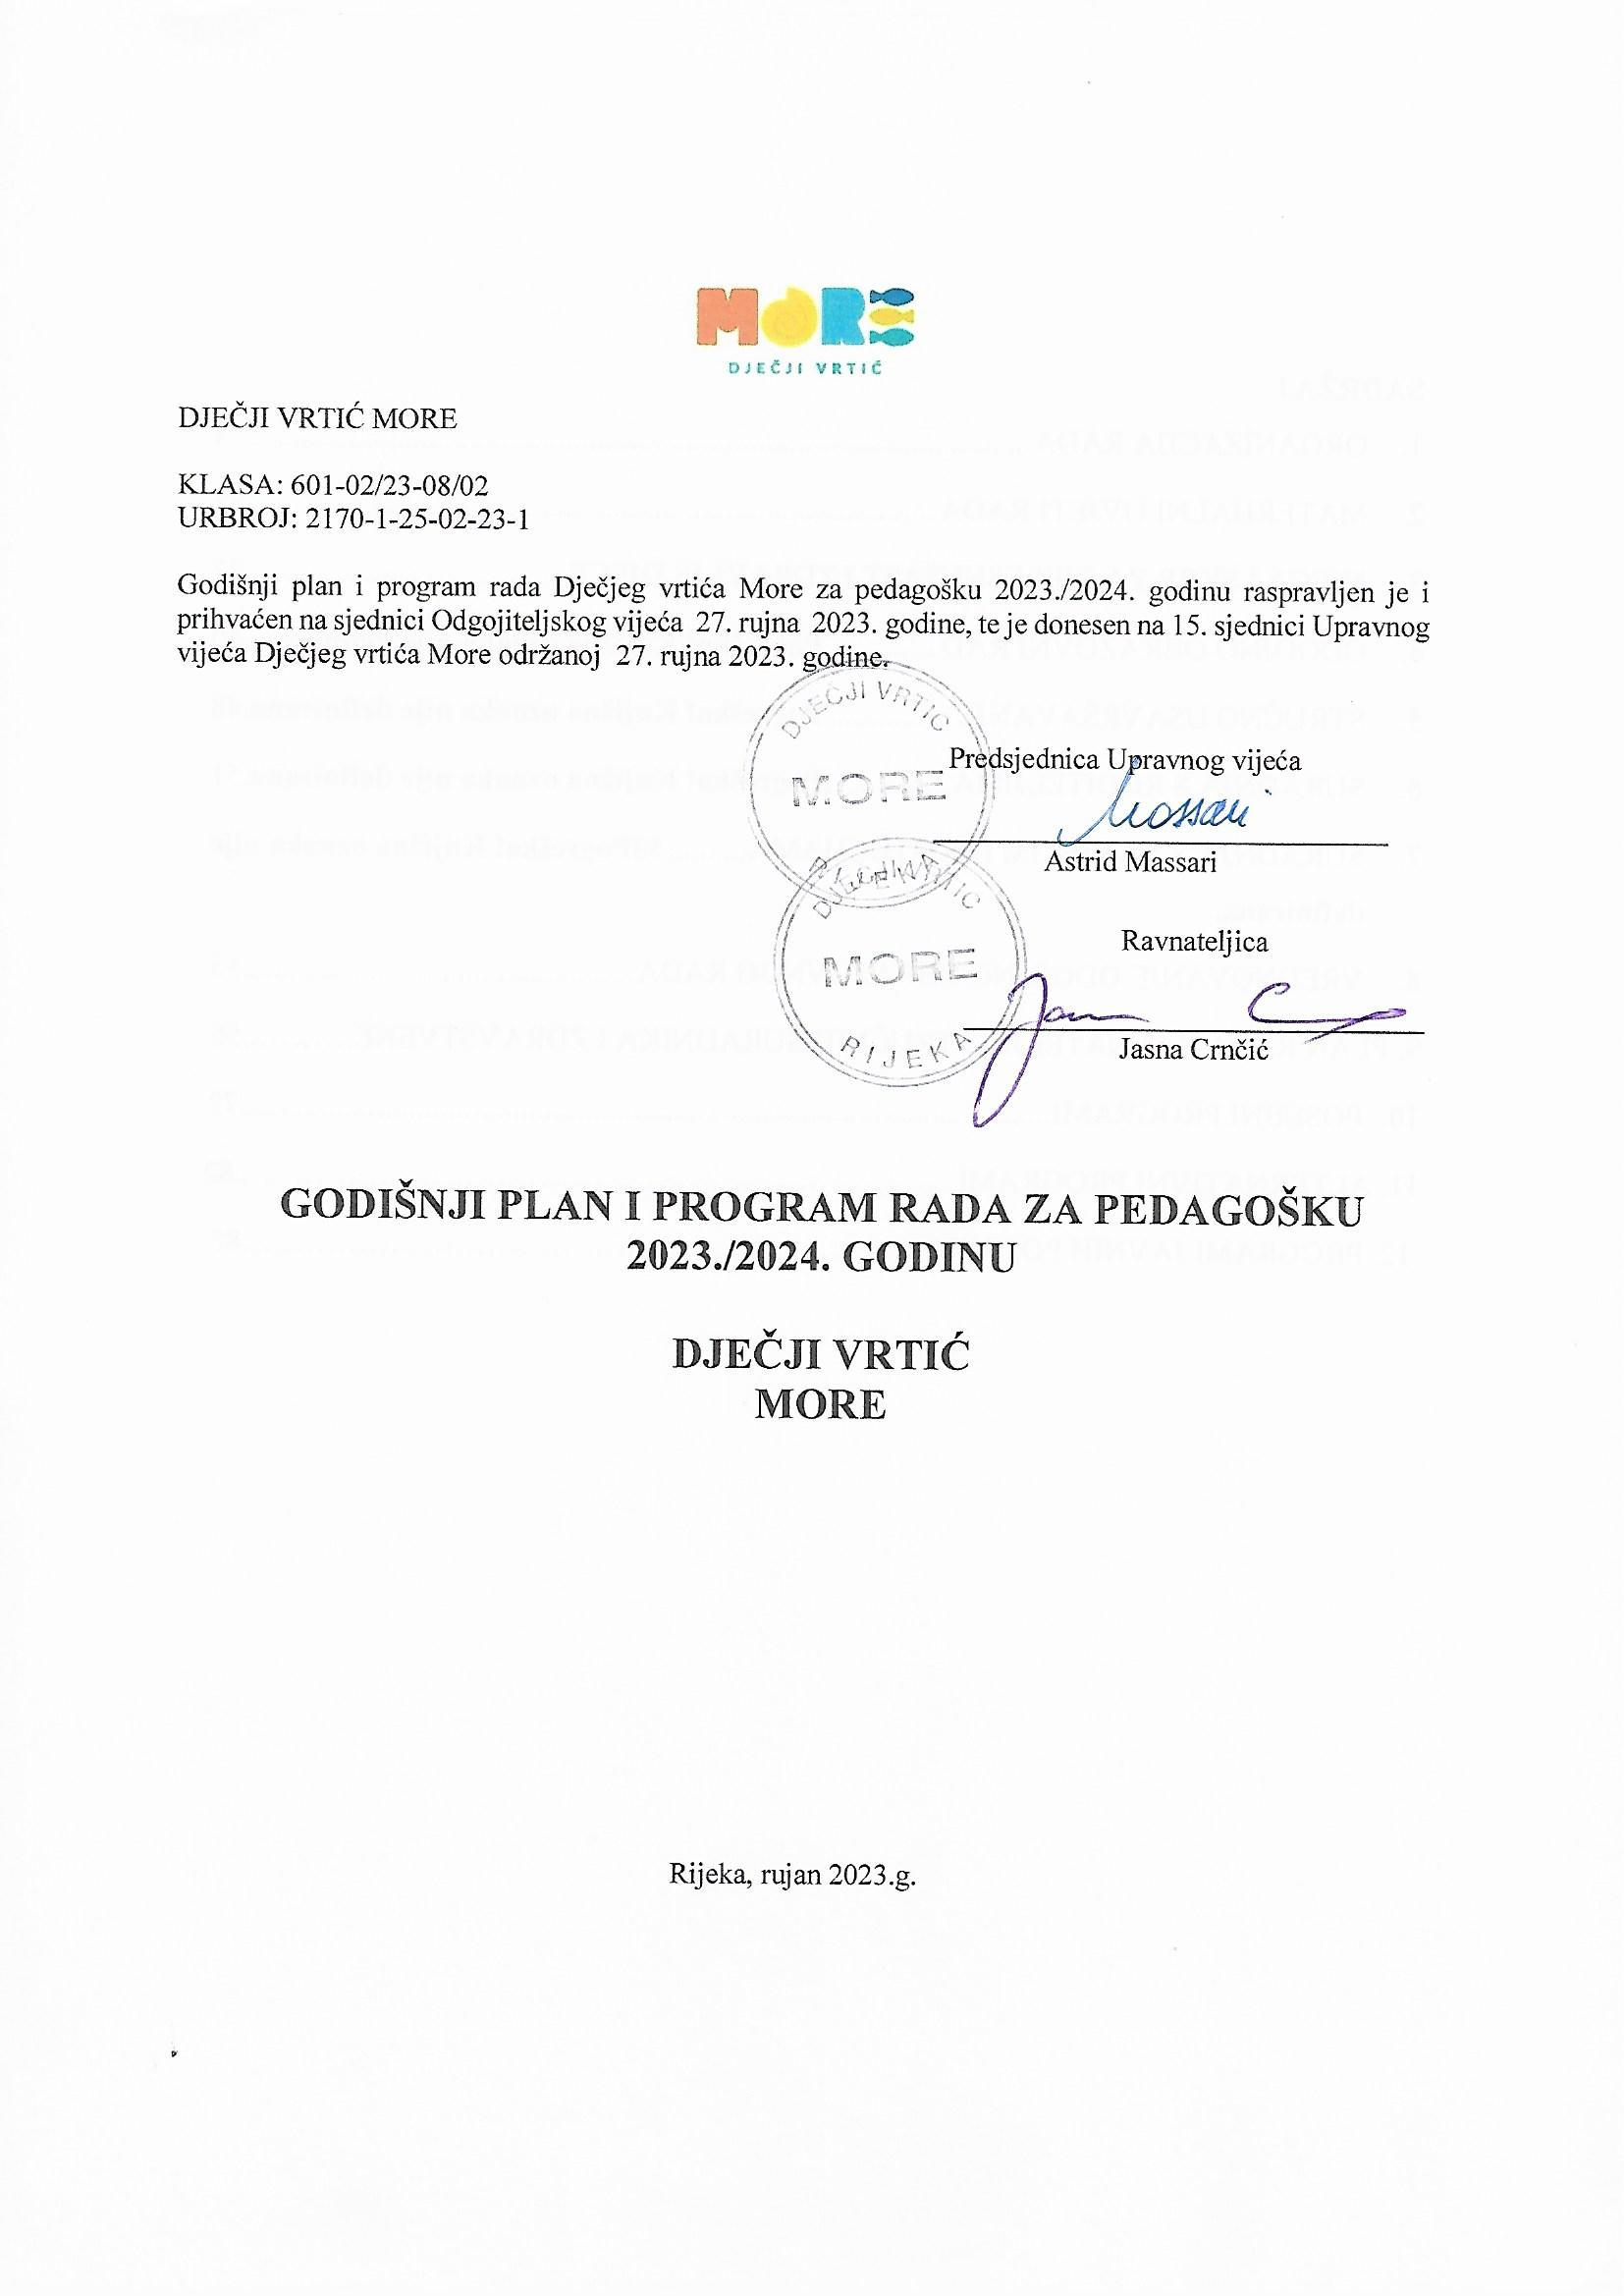 MORE
DJEČJI VRTIĆ
DJEČJI VRTIĆ MORE
KLASA: 601-02/23-08/02
URBROJ: 2170-1-25-02-23-1
Godišnji plan i program rada Dječjeg vrtića More za pedagošku 2023./2024. godinu raspravljen je i
prihvaćen na sjednici Odgojiteljskog vijeća 27. rujna 2023. godine, te je donesen na 15. sjednici Upravnog
vijeća Dječjeg vrtića More održanoj 27. rujna 2023. godine.
DJEČJI VRTIĆ
MORE
RIJEKA
Predsjednica Upravnog vijeća
Massari
Astrid Massari
DJEČJI VRTIĆ
MORE
RIJEKA
Ravnateljica
Jasna Crnčić
GODIŠNJI PLAN I PROGRAM RADA ZA PEDAGOŠKU
2023./2024. GODINU
DJEČJI VRTIĆ
MORE
Rijeka, rujan 2023.g.